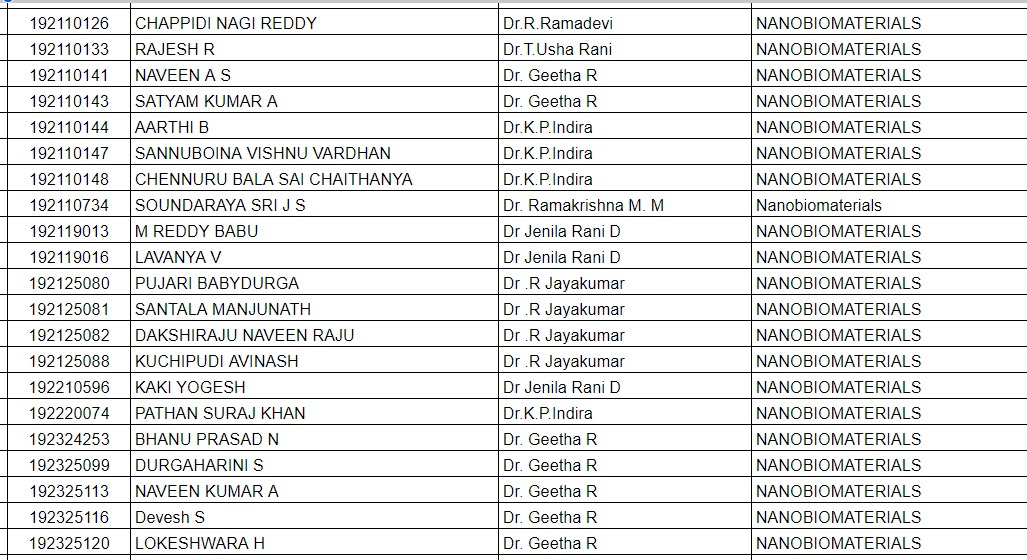 192110126 CHAPPIDI NAGI REDDY Dr.R.Ramadevi NANOBIOMATERIALS
192110133 RAJESH R Dr.T.Usha Rani NANOBIOMATERIALS
192110141 NAVEEN A S Dr. Geetha R NANOBIOMATERIALS
192110143 SATYAM KUMAR A Dr. Geetha R NANOBIOMATERIALS
192110144 AARTHI B Dr.K.P.Indira NANOBIOMATERIALS
192110147 SANNUBOINA VISHNU VARDHAN Dr.K.P.Indira NANOBIOMATERIALS
192110148 CHENNURU BALA SAI CHAITHANYA Dr.K.P.Indira NANOBIOMATERIALS
192110734 SOUNDARAYA SRI J S Dr. Ramakrishna M. M Nanobiomaterials
192119013 M REDDY BABU Dr Jenila Rani D NANOBIOMATERIALS
192119016 LAVANYA V Dr Jenila Rani D NANOBIOMATERIALS
192125080 PUJARI BABYDURGA Dr .R Jayakumar NANOBIOMATERIALS
192125081 SANTALA MANJUNATH Dr .R Jayakumar NANOBIOMATERIALS
192125082 DAKSHIRAJU NAVEEN RAJU Dr .R Jayakumar NANOBIOMATERIALS
192125088 KUCHIPUDI AVINASH Dr .R Jayakumar NANOBIOMATERIALS
192210596 KAKI YOGESH Dr Jenila Rani D NANOBIOMATERIALS
192220074 PATHAN SURAJ KHAN Dr.K.P.Indira NANOBIOMATERIALS
192324253 BHANU PRASAD N Dr. Geetha R NANOBIOMATERIALS
192325099 DURGAHARINI S Dr. Geetha R NANOBIOMATERIALS
192325113 NAVEEN KUMAR A Dr. Geetha R NANOBIOMATERIALS
192325116 Devesh S Dr. Geetha R NANOBIOMATERIALS
192325120 LOKESHWARA H Dr. Geetha R NANOBIOMATERIALS